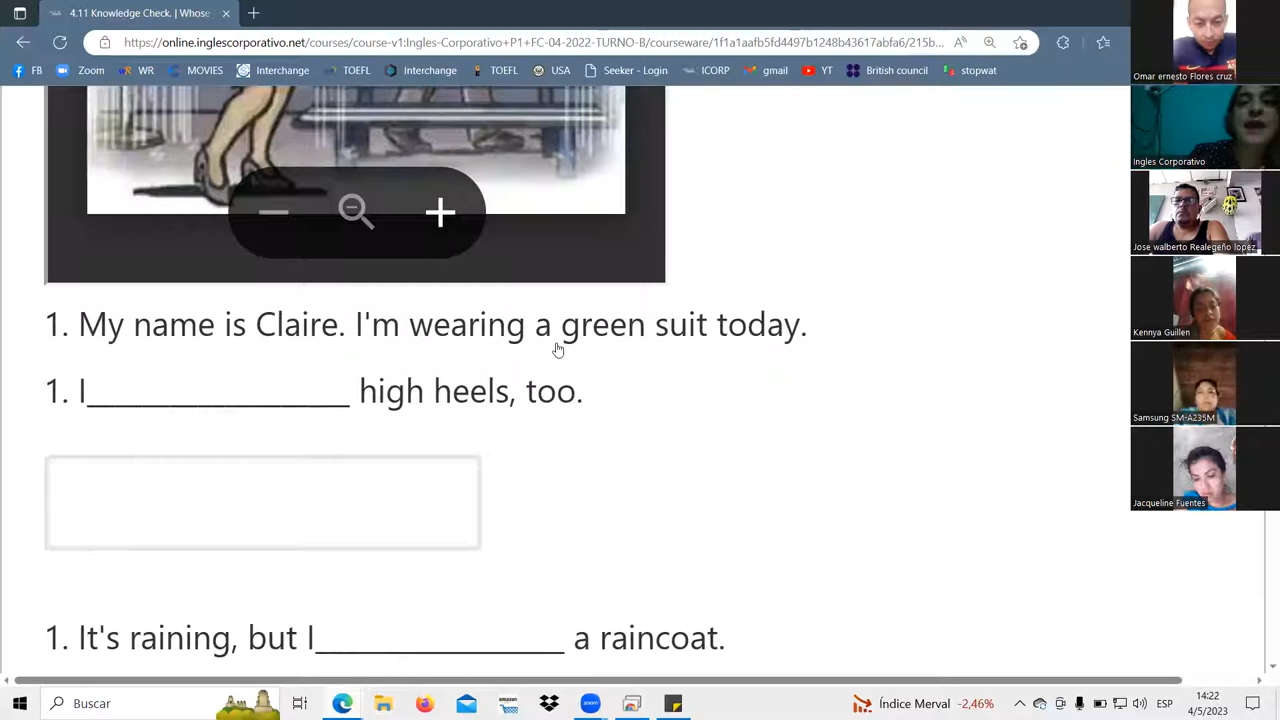 4.11 Knowledge Check. | Whose
https://online.inglescorporativo.net/courses/course-v1:Ingles-Corporativo+P1+FC-04-2022-TURNO-B/courseware/1f1a1aafb5fd4497b1248b43617abfa6/215b...
FB Zoom WR MOVIES Interchange TOEFL Interchange TOEFL USA Seeker - Login ICORP gmail YT British council stopwat
Omar ernesto Flores cruz
Ingles Corporativo
Jose walberto Realegeño lopez
Kennya Guillen
Samsung SM-A235M
Jacqueline Fuentes
1. My name is Claire. I'm wearing a green suit today.
1. I_______________ high heels, too.
1. It's raining, but I______________ a raincoat.
Buscar
Índice Merval -2,46%
ESP
14:22
4/5/2023